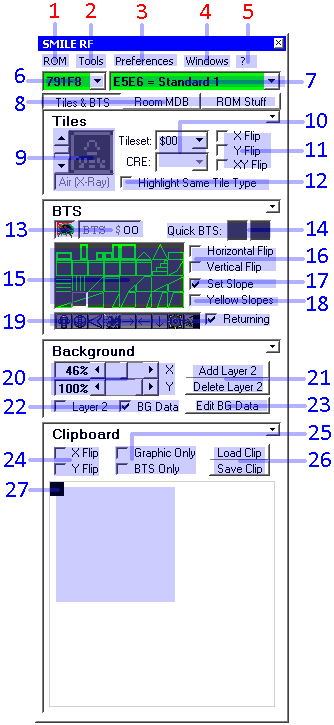 1 2 3 4 5
SMILE RF
ROM Tools Preferences Windows ?
6 791F8 E5E6 = Standard 1 7
8 Tiles & BTS Room MDB ROM Stuff
Tiles 10
Tileset: $00 X Flip
Y Flip 11
9 CRE: XY Flip
Air (X-Ray) Highlight Same Tile Type 12
BTS
13 BTS - $ 00 Quick BTS: 14
Horizontal Flip 16
Vertical Flip
15 Set Slope 17
Yellow Slopes 18
19 Returning
Background
20 46% X Add Layer 2 21
100% Y Delete Layer 2
22 Layer 2 BG Data Edit BG Data 23
Clipboard 25
24 X Flip Graphic Only Load Clip 26
Y Flip BTS Only Save Clip
27